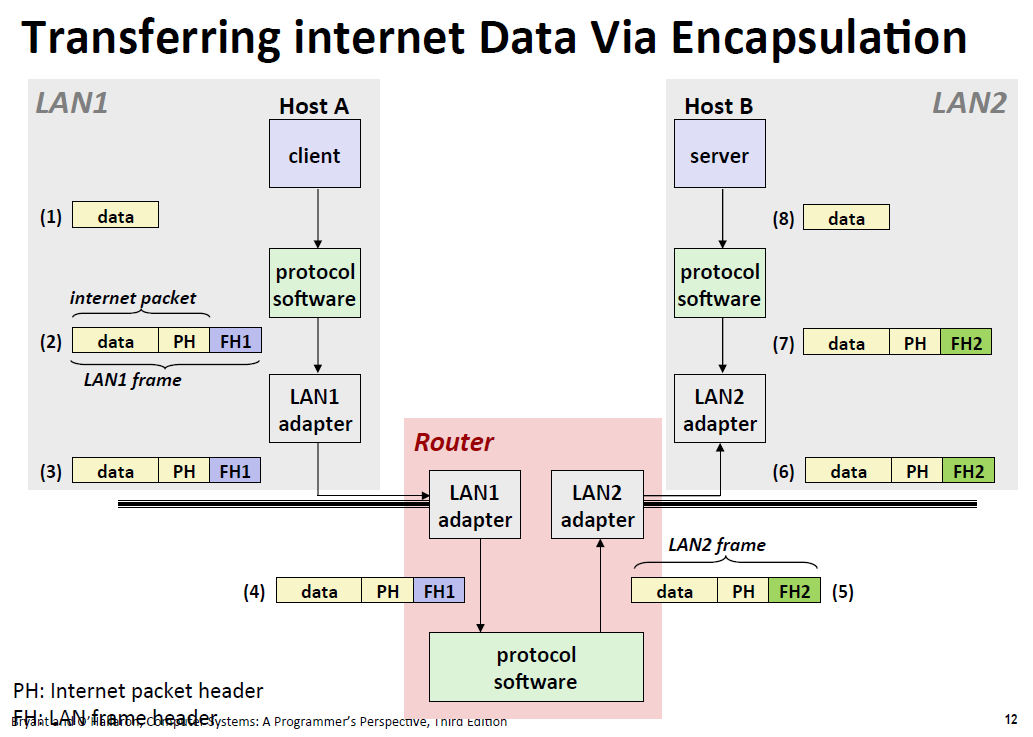 Transferring internet Data Via Encapsulation
LAN1
Host A
client
(1) data
protocol
software
internet packet
(2) data PH FH1
LAN1 frame
LAN1
adapter
(3) data PH FH1
LAN2
Host B
server
(8) data
protocol
software
(7) data PH FH2
LAN2
adapter
(6) data PH FH2
Router
LAN1
adapter
LAN2
adapter
(4) data PH FH1
LAN2 frame
data PH FH2 (5)
protocol
software
PH: Internet packet header
FH: LAN frame header
Bryant and O'Hallaron, Computer Systems: A Programmer's Perspective, Third Edition
12